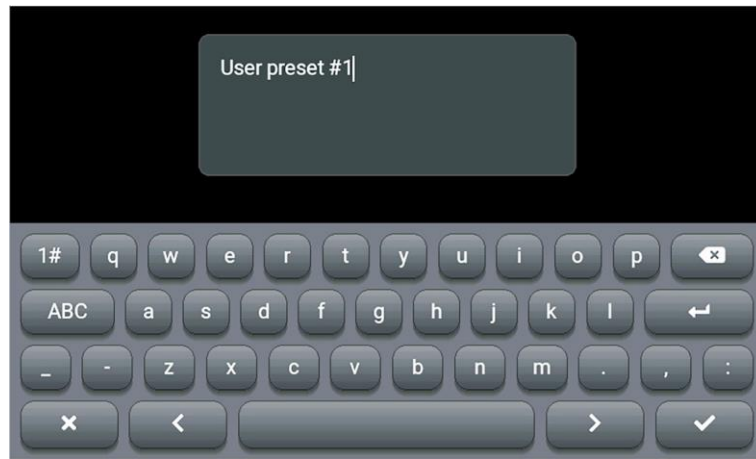 User preset #1
1# q w e r t y u i o p
ABC a s d f g h j k l
_ - z x c v b n m . , :